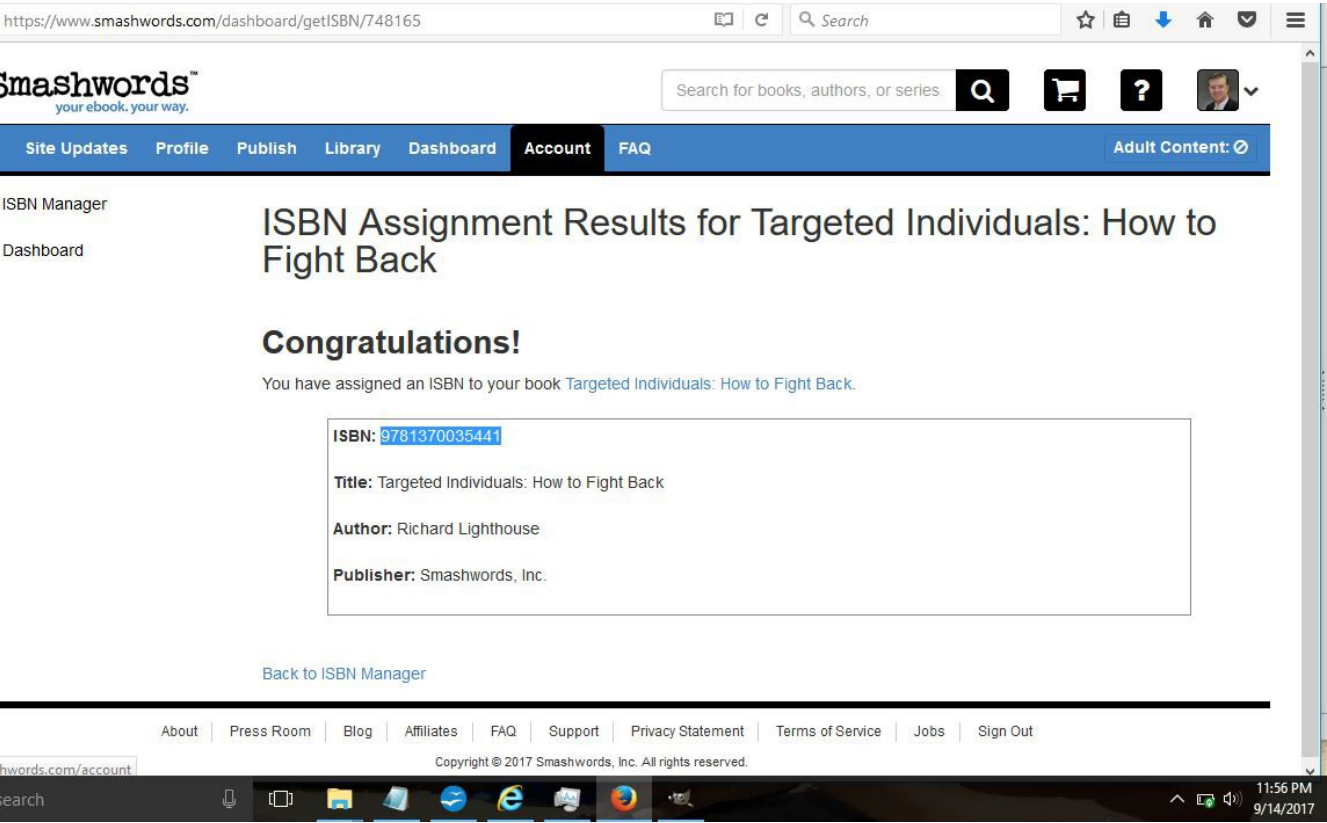 https://www.smashwords.com/dashboard/getISBN/748165
Search
Smashwords™
your ebook. your way.
Search for books, authors, or series.
?
Site Updates Profile Publish Library Dashboard Account FAQ Adult Content:
ISBN Manager
Dashboard
ISBN Assignment Results for Targeted Individuals: How to
Fight Back
Congratulations!
You have assigned an ISBN to your book Targeted Individuals: How to Fight Back.
ISBN: 9781370035441
Title: Targeted Individuals: How to Fight Back
Author: Richard Lighthouse
Publisher: Smashwords, Inc.
Back to ISBN Manager
About Press Room Blog Affiliates FAQ Support Privacy Statement Terms of Service Jobs Sign Out
Copyright © 2017 Smashwords, Inc. All rights reserved.
hwords.com/account
search
11:56 PM
9/14/2017